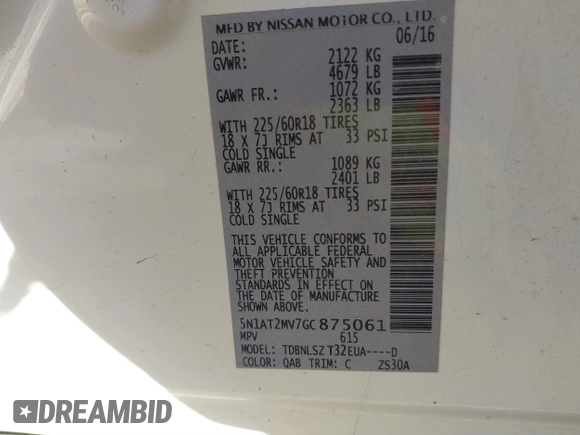 MFD BY NISSAN MOTOR CO., LTD.
DATE: 06/16
GVWR: 2122 KG
4679 LB
GAWR FR.: 1072 KG
2363 LB
WITH 225/60R18 TIRES
18 X 7J RIMS AT 33 PSI
COLD SINGLE
GAWR RR.: 1089 KG
2401 LB
WITH 225/60R18 TIRES
18 X 7J RIMS AT 33 PSI
COLD SINGLE
THIS VEHICLE CONFORMS TO
ALL APPLICABLE FEDERAL
MOTOR VEHICLE SAFETY AND
THEFT PREVENTION
STANDARDS IN EFFECT ON
THE DATE OF MANUFACTURE
SHOWN ABOVE.
5N1AT2MV7GC875061
MPV 615
MODEL: TDBNLSZ T32EUA----D
COLOR: QAB TRIM: C ZS30A
DREAMBID